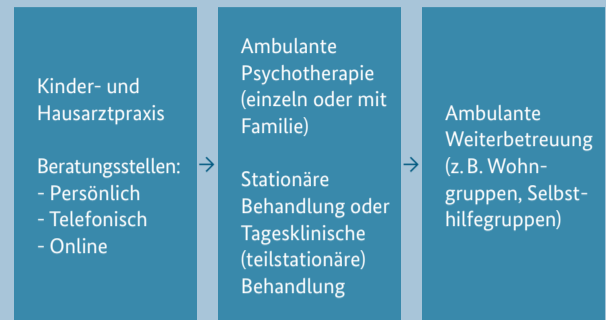 Kinder- und
Hausarztpraxis
Beratungsstellen:
- Persönlich
- Telefonisch
- Online
→
Ambulante
Psychotherapie
(einzeln oder mit
Familie)
Stationäre
Behandlung oder
Tagesklinische
(teilstationäre)
Behandlung
→
Ambulante
Weiterbetreuung
(z. B. Wohn-
gruppen, Selbst-
hilfegruppen)